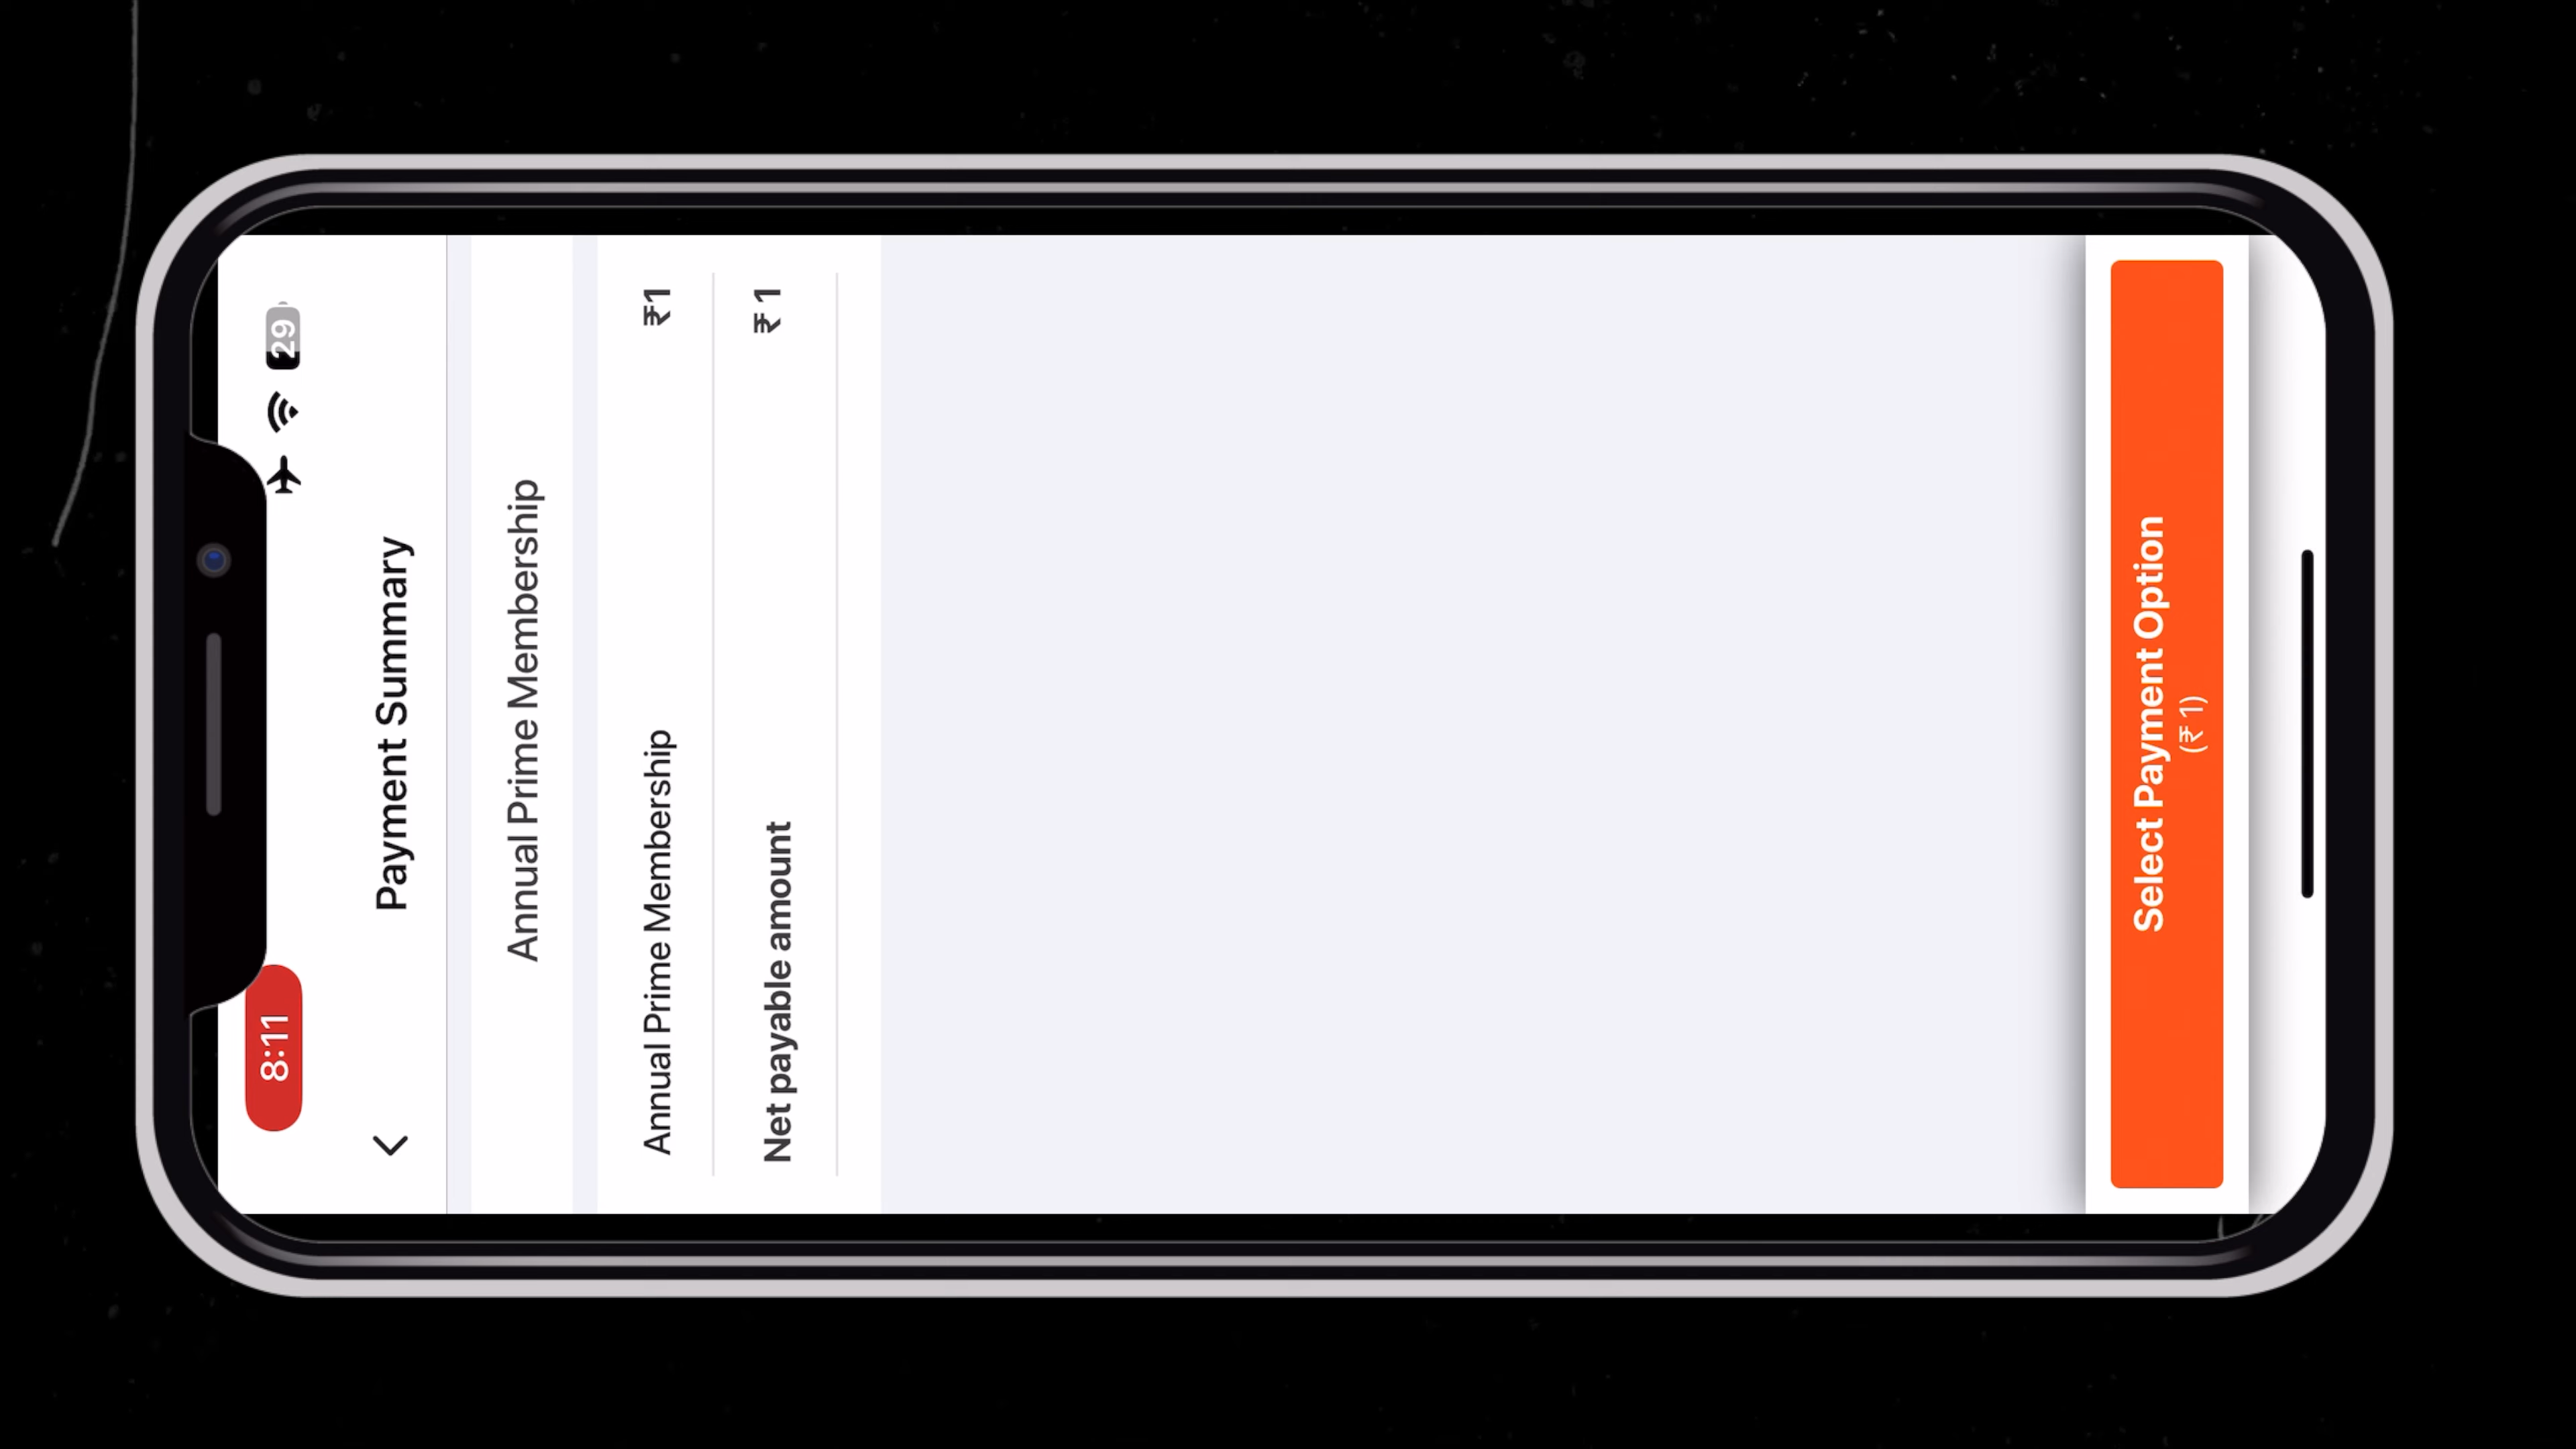 8:11
29
Payment Summary
Annual Prime Membership
Annual Prime Membership ₹1
Net payable amount ₹ 1
Select Payment Option
(₹ 1)